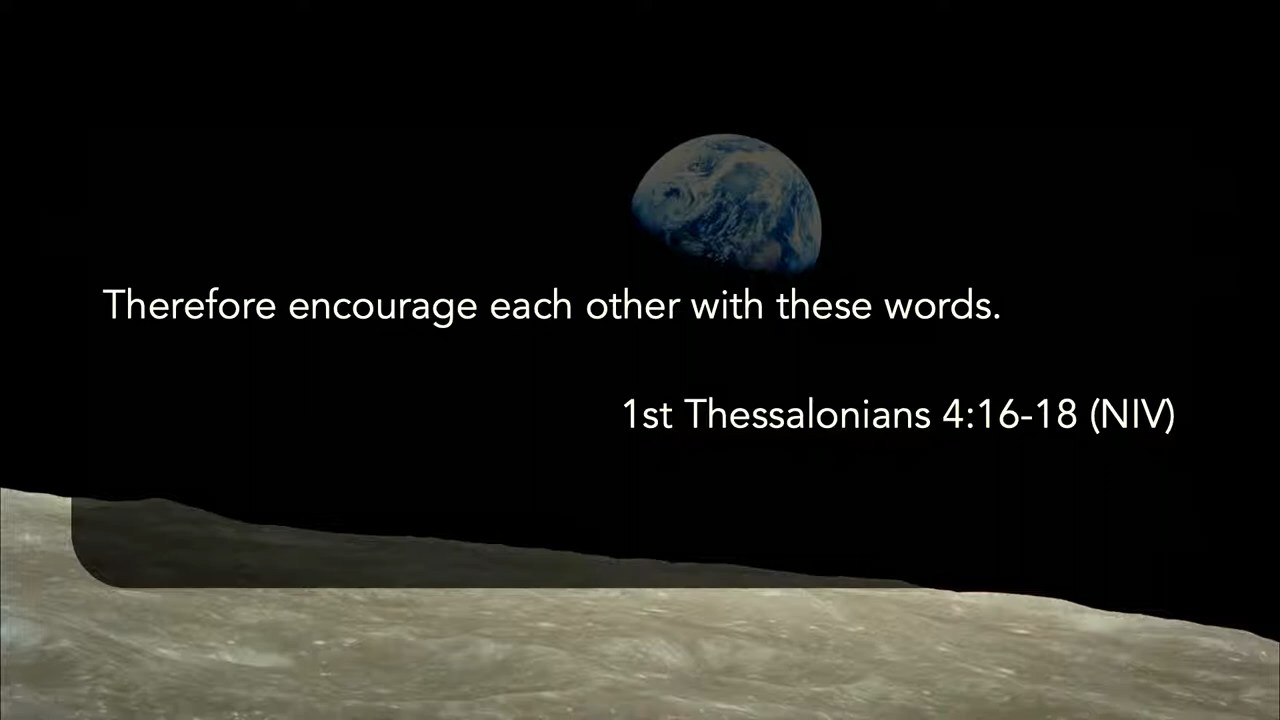 Therefore encourage each other with these words.
1st Thessalonians 4:16-18 (NIV)